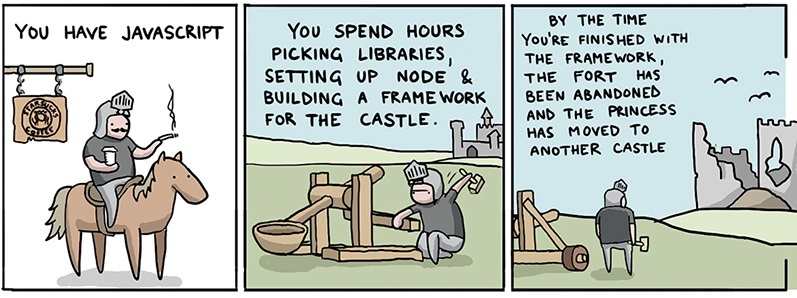 YOU HAVE JAVASCRIPT
STARBUCKS
COFFEE
YOU SPEND HOURS
PICKING LIBRARIES,
SETTING UP NODE &
BUILDING A FRAMEWORK
FOR THE CASTLE.
BY THE TIME
YOU'RE FINISHED WITH
THE FRAMEWORK,
THE FORT HAS
BEEN ABANDONED
AND THE PRINCESS
HAS MOVED TO
ANOTHER CASTLE